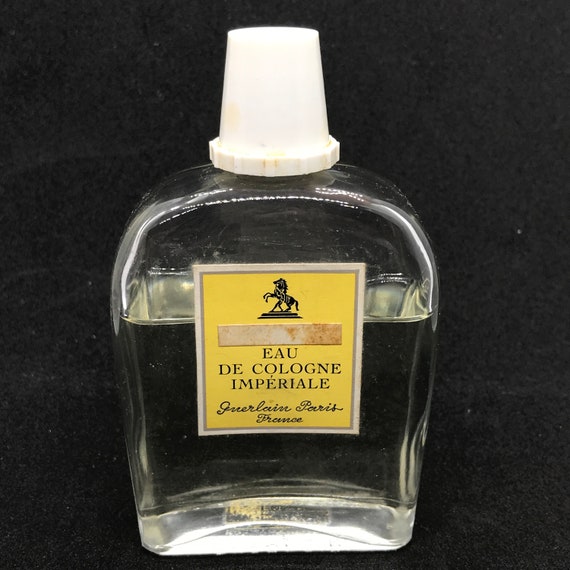 EAU
DE COLOGNE
IMPÉRIALE
Guerlain Paris
France